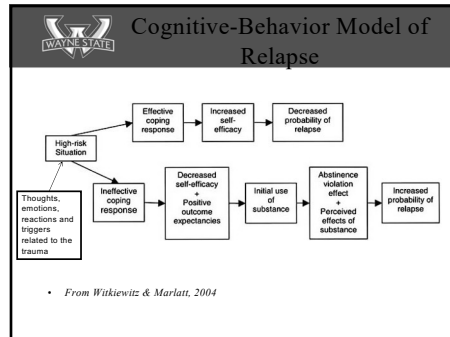 WAYNE STATE
Cognitive-Behavior Model of
Relapse
Effective
coping
response
Increased
self-
efficacy
Decreased
probability of
relapse
High-risk
Situation
Ineffective
coping
response
Decreased
self-efficacy
+
Positive
outcome
expectancies
Initial use
of
substance
Abstinence
violation
effect
+
Perceived
effects of
substance
Increased
probability of
relapse
Thoughts,
emotions,
reactions and
triggers
related to the
trauma
• From Witkiewitz & Marlatt, 2004